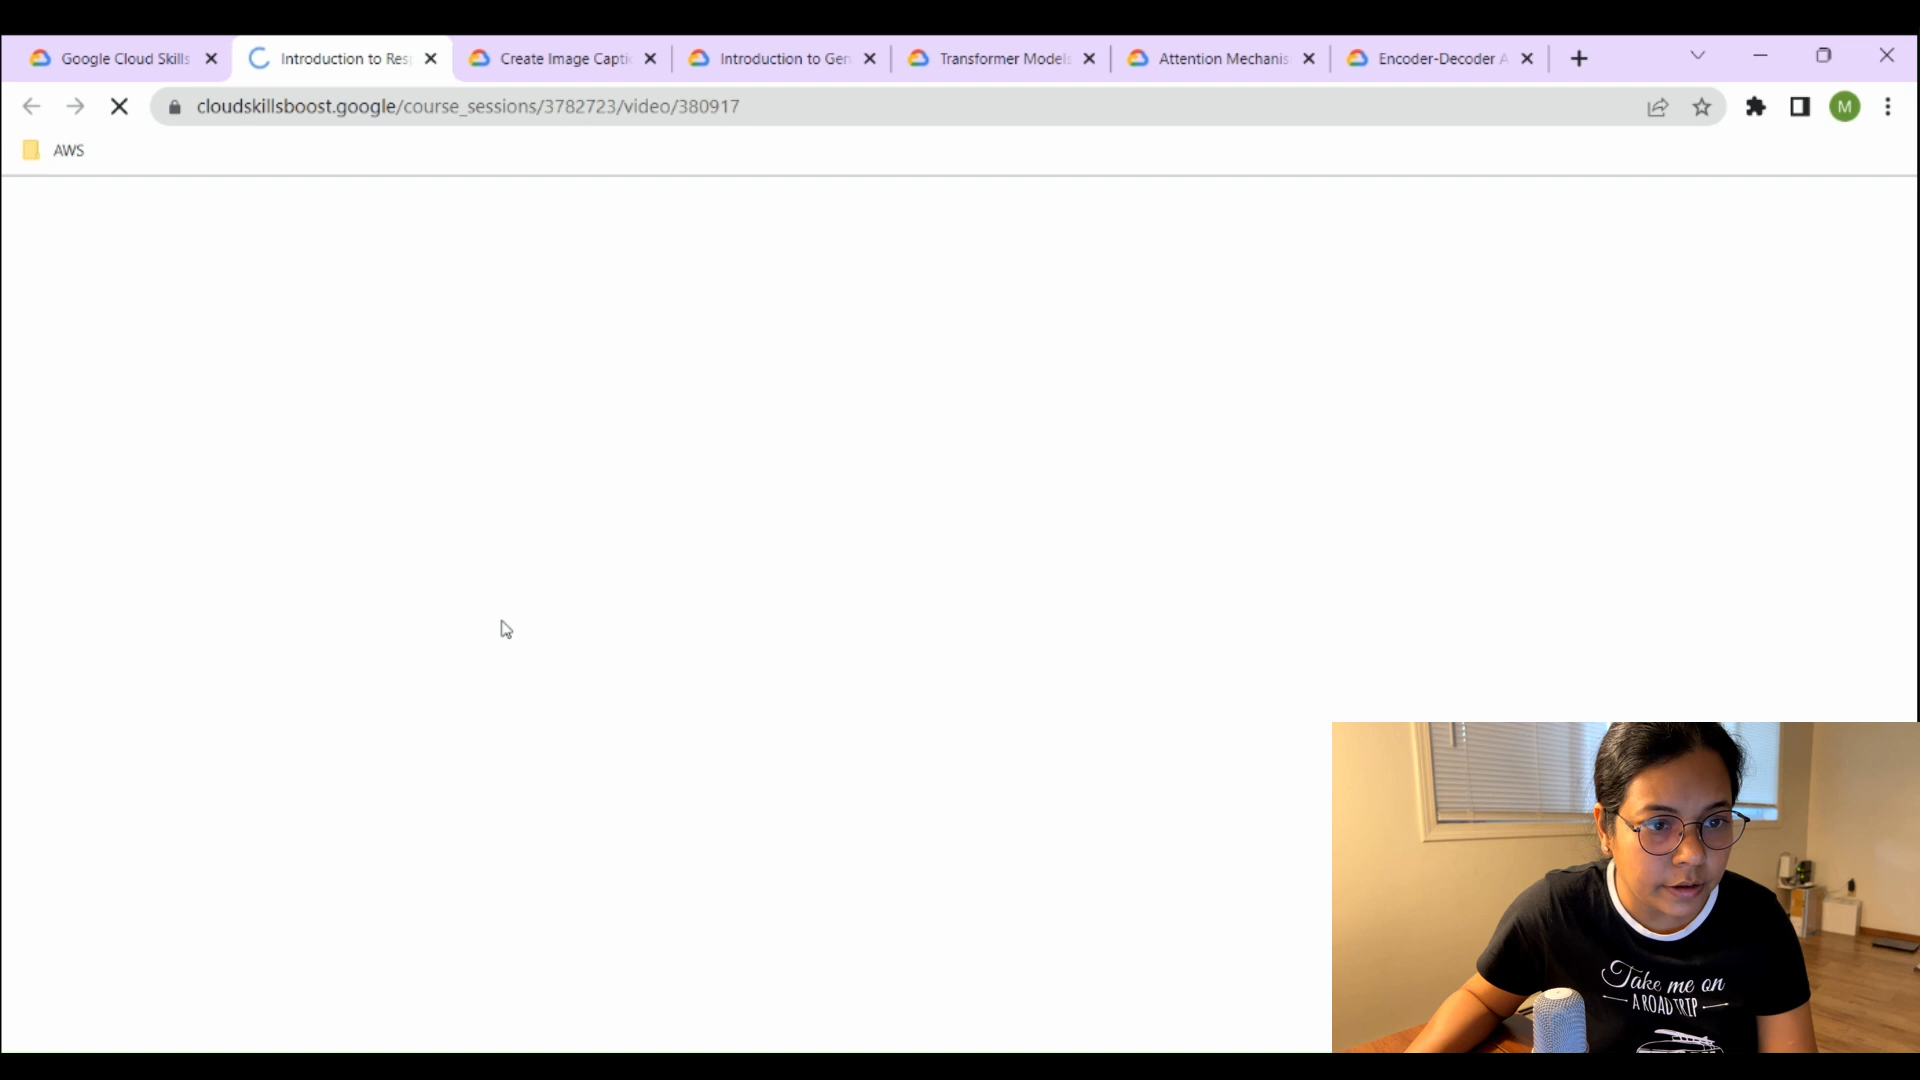 Google Cloud Skills
Introduction to Res
Create Image Captio
Introduction to Gen
Transformer Models
Attention Mechanis
Encoder-Decoder A
cloudskillsboost.google/course_sessions/3782723/video/380917
M
AWS
Take me on
A ROAD TRIP